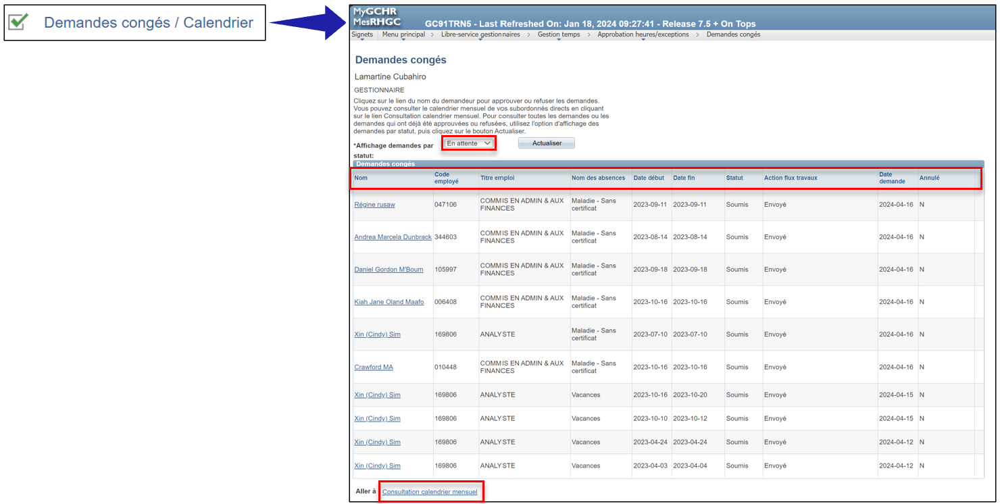 Demandes congés / Calendrier
MyGCHR
MesRHGC
GC91TRN5 - Last Refreshed On: Jan 18, 2024 09:27:41 - Release 7.5 + On Tops
Signets Menu principal > Libre-service gestionnaires > Gestion temps > Approbation heures/exceptions > Demandes congés
Demandes congés
Lamartine Cubahiro
GESTIONNAIRE
Cliquez sur le lien du nom du demandeur pour approuver ou refuser les demandes.
Vous pouvez consulter le calendrier mensuel de vos subordonnés directs en cliquant
sur le lien Consultation calendrier mensuel. Pour consulter toutes les demandes ou les
demandes qui ont déjà été approuvées ou refusées, utilisez l'option d'affichage des
demandes par statut, puis cliquez sur le bouton Actualiser.
*Affichage demandes par
statut:
En attente
Actualiser
Demandes congés
Nom Code employé Titre emploi Nom des absences Date début Date fin Statut Action flux travaux Date demande Annulé
Régine rusaw 047106 COMMIS EN ADMIN & AUX FINANCES Maladie - Sans certificat 2023-09-11 2023-09-11 Soumis Envoyé 2024-04-16 N
Andrea Marcela Dunbrack 344603 COMMIS EN ADMIN & AUX FINANCES Maladie - Sans certificat 2023-08-14 2023-08-14 Soumis Envoyé 2024-04-16 N
Daniel Gordon M'Boum 105997 COMMIS EN ADMIN & AUX FINANCES Maladie - Sans certificat 2023-09-18 2023-09-18 Soumis Envoyé 2024-04-16 N
Kiah Jane Oland Maafo 006408 COMMIS EN ADMIN & AUX FINANCES Maladie - Sans certificat 2023-10-16 2023-10-16 Soumis Envoyé 2024-04-16 N
Xin (Cindy) Sim 169806 ANALYSTE Maladie - Sans certificat 2023-07-10 2023-07-10 Soumis Envoyé 2024-04-16 N
Crawford MA 010448 COMMIS EN ADMIN & AUX FINANCES Maladie - Sans certificat 2023-10-16 2023-10-16 Soumis Envoyé 2024-04-16 N
Xin (Cindy) Sim 169806 ANALYSTE Vacances 2023-10-16 2023-10-20 Soumis Envoyé 2024-04-15 N
Xin (Cindy) Sim 169806 ANALYSTE Vacances 2023-10-10 2023-10-12 Soumis Envoyé 2024-04-15 N
Xin (Cindy) Sim 169806 ANALYSTE Vacances 2023-04-24 2023-04-24 Soumis Envoyé 2024-04-12 N
Xin (Cindy) Sim 169806 ANALYSTE Vacances 2023-04-03 2023-04-04 Soumis Envoyé 2024-04-12 N
Aller à Consultation calendrier mensuel